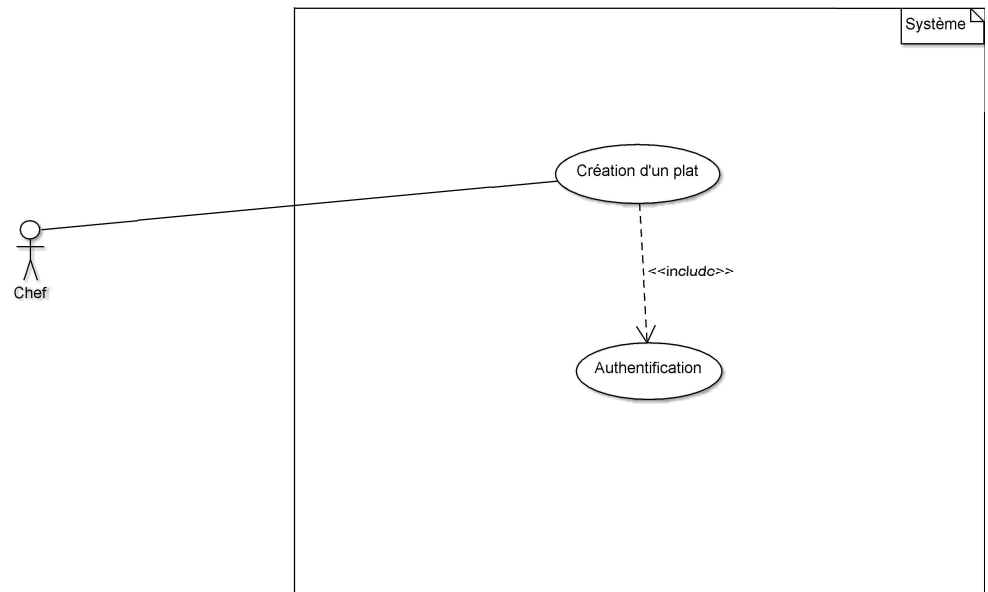 Système
Création d'un plat
<<include>>
Chef
Authentification